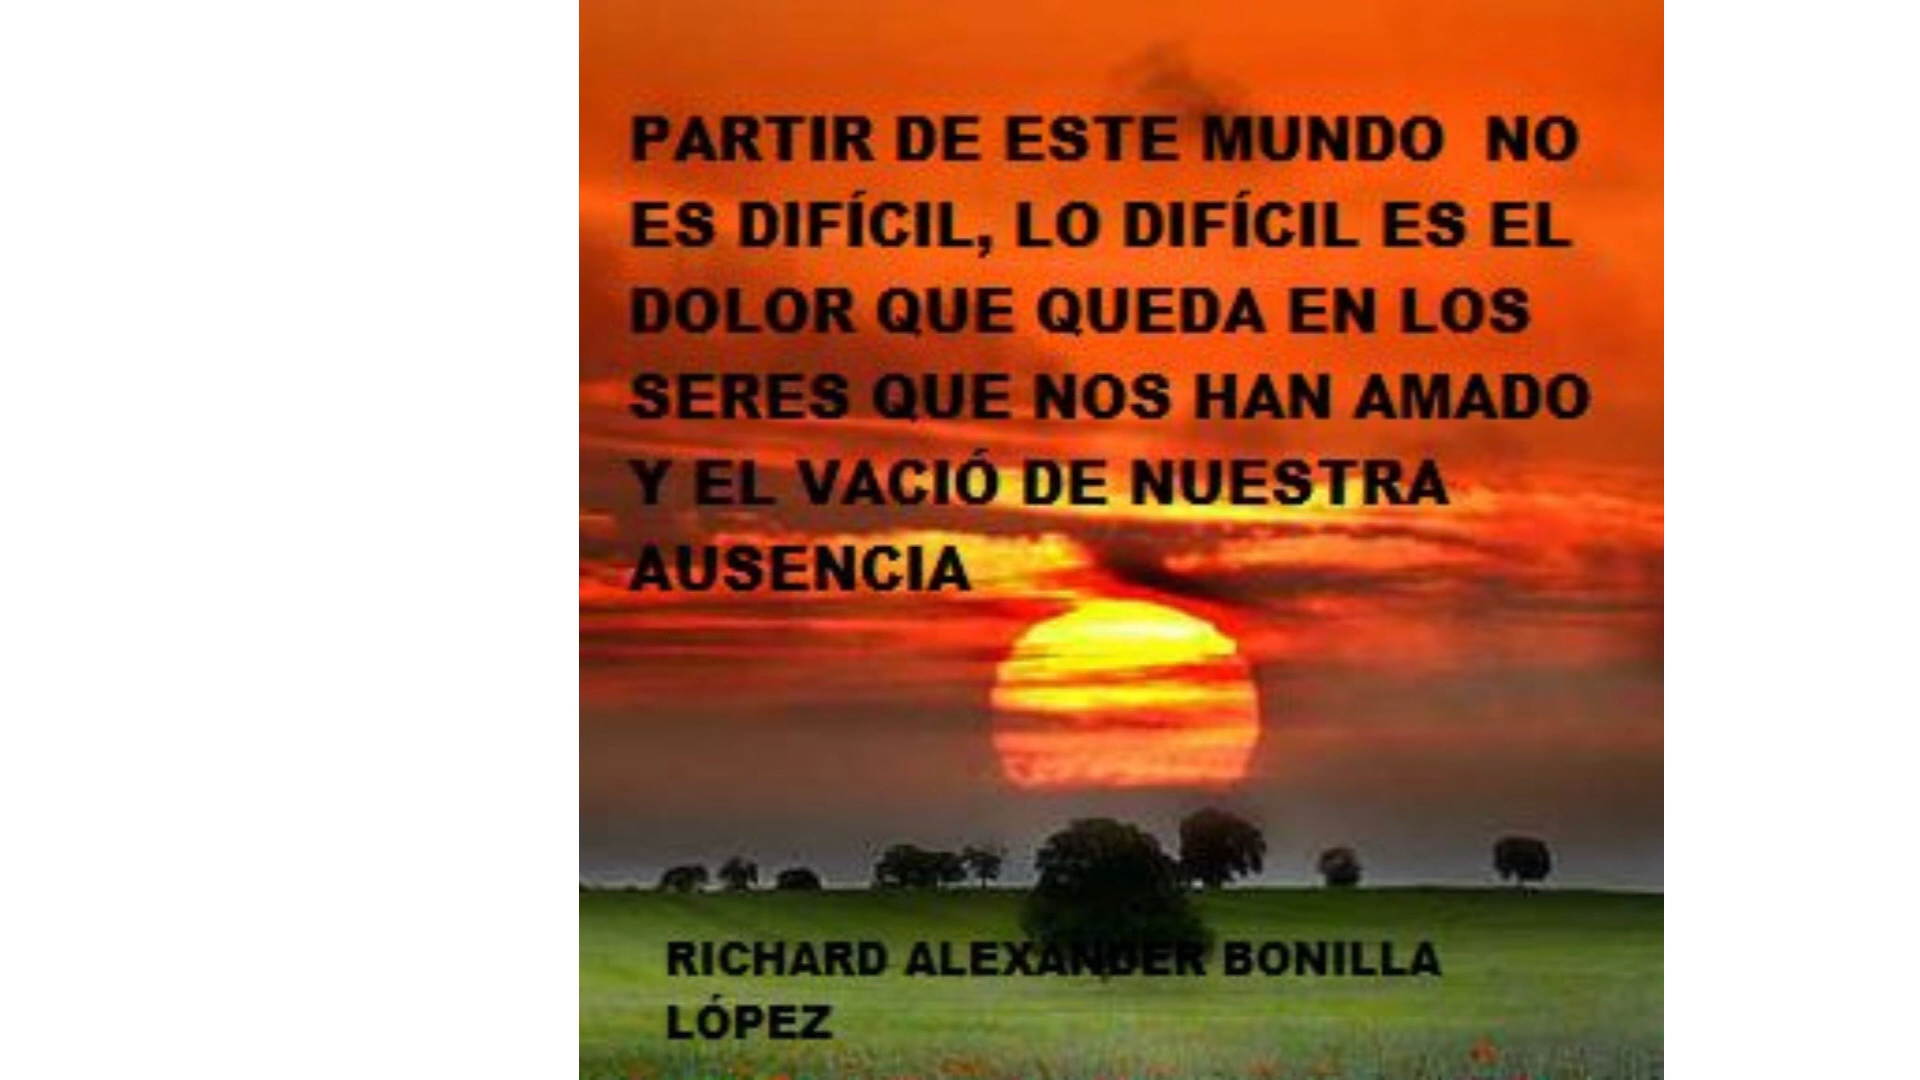 PARTIR DE ESTE MUNDO NO
ES DIFÍCIL, LO DIFÍCIL ES EL
DOLOR QUE QUEDA EN LOS
SERES QUE NOS HAN AMADO
Y EL VACIÓ DE NUESTRA
AUSENCIA
RICHARD ALEXANDER BONILLA
LÓPEZ